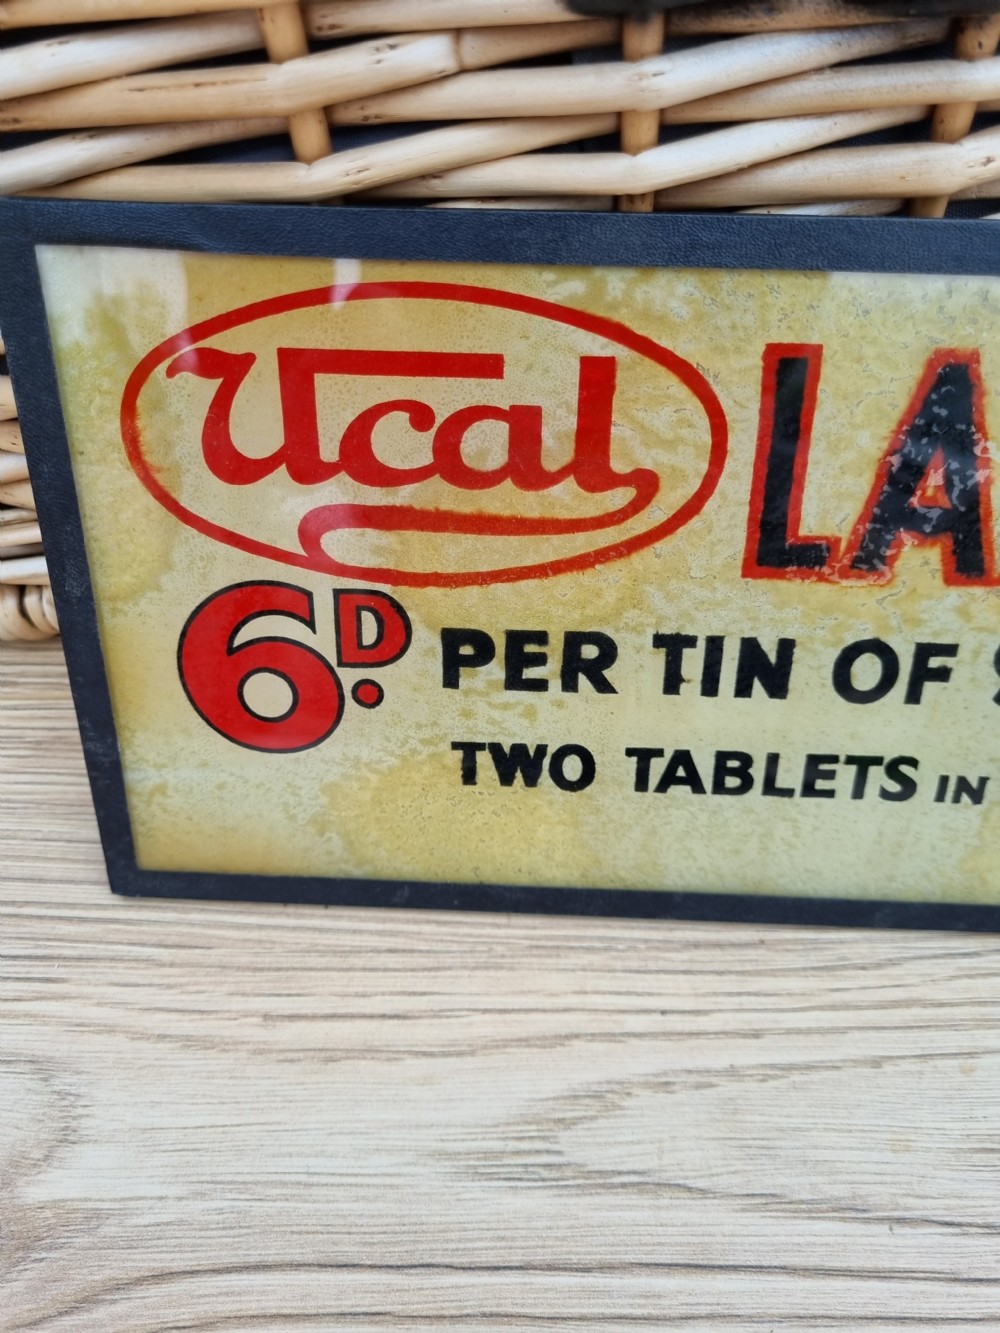 Ucal LA
6D. PER TIN OF
TWO TABLETS IN